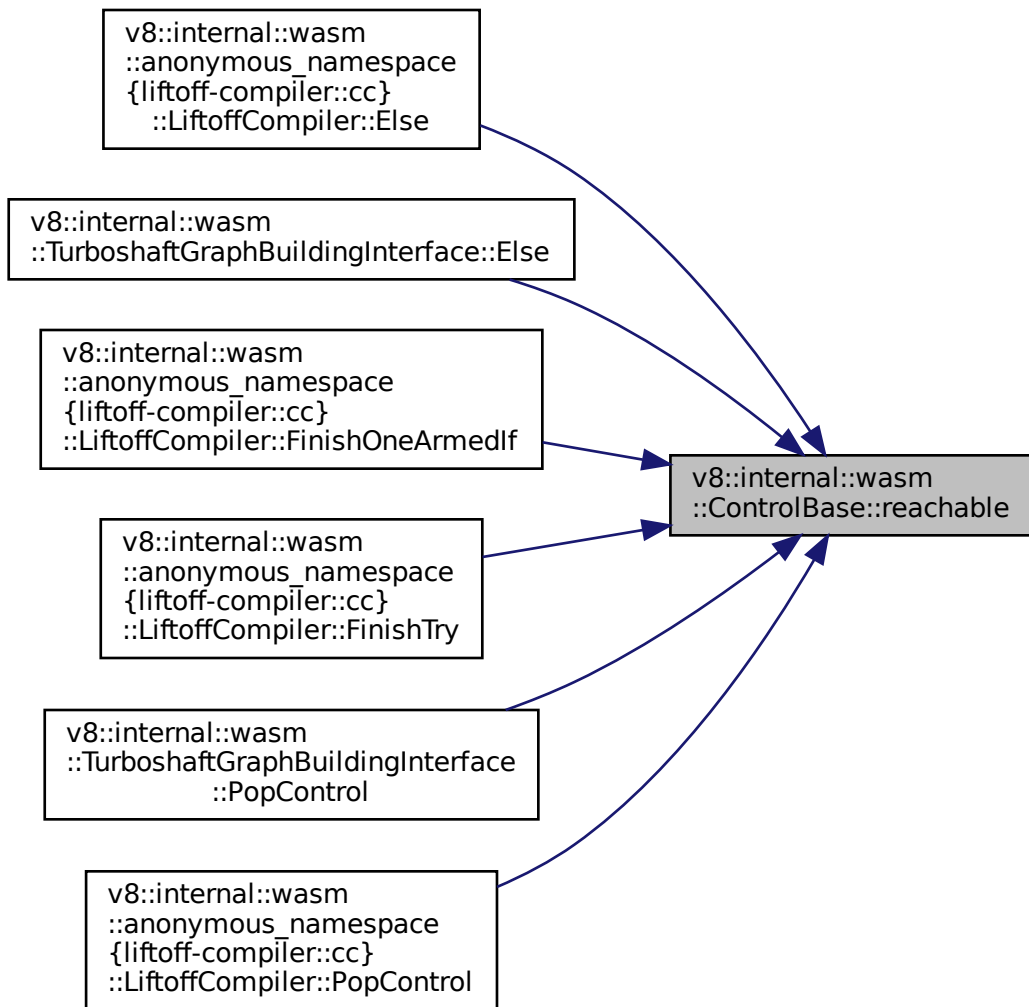 v8::internal::wasm
::anonymous_namespace
{liftoff-compiler::cc}
::LiftoffCompiler::Else
v8::internal::wasm
::TurboshaftGraphBuildingInterface::Else
v8::internal::wasm
::anonymous_namespace
{liftoff-compiler::cc}
::LiftoffCompiler::FinishOneArmedIf
v8::internal::wasm
::ControlBase::reachable
v8::internal::wasm
::anonymous_namespace
{liftoff-compiler::cc}
::LiftoffCompiler::FinishTry
v8::internal::wasm
::TurboshaftGraphBuildingInterface
::PopControl
v8::internal::wasm
::anonymous_namespace
{liftoff-compiler::cc}
::LiftoffCompiler::PopControl